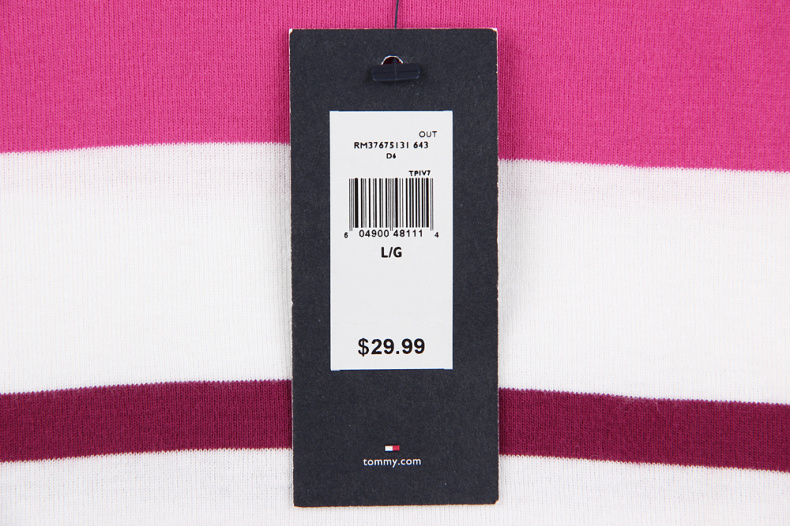 OUT
RM37675131 643
D6
TPIV7
6 04900 48111 4
L/G
$29.99
tommy.com